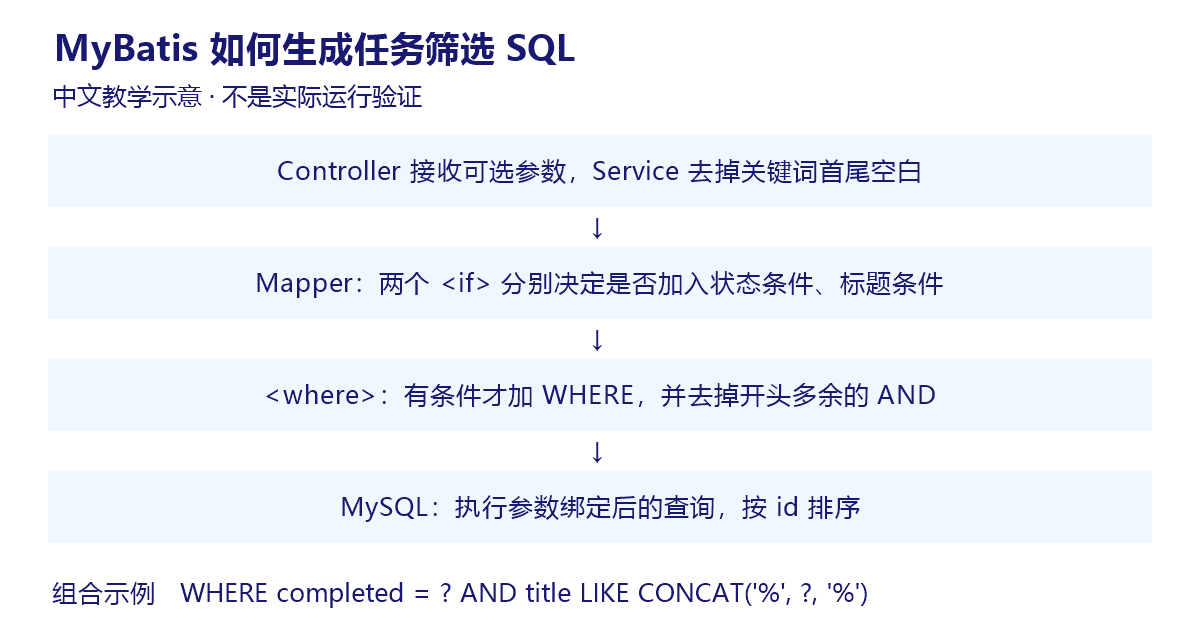 MyBatis 如何生成任务筛选 SQL
中文教学示意 · 不是实际运行验证
Controller 接收可选参数，Service 去掉关键词首尾空白
↓
Mapper：两个 <if> 分别决定是否加入状态条件、标题条件
↓
<where>：有条件才加 WHERE，并去掉开头多余的 AND
↓
MySQL：执行参数绑定后的查询，按 id 排序
组合示例 WHERE completed = ? AND title LIKE CONCAT('%', ?, '%')